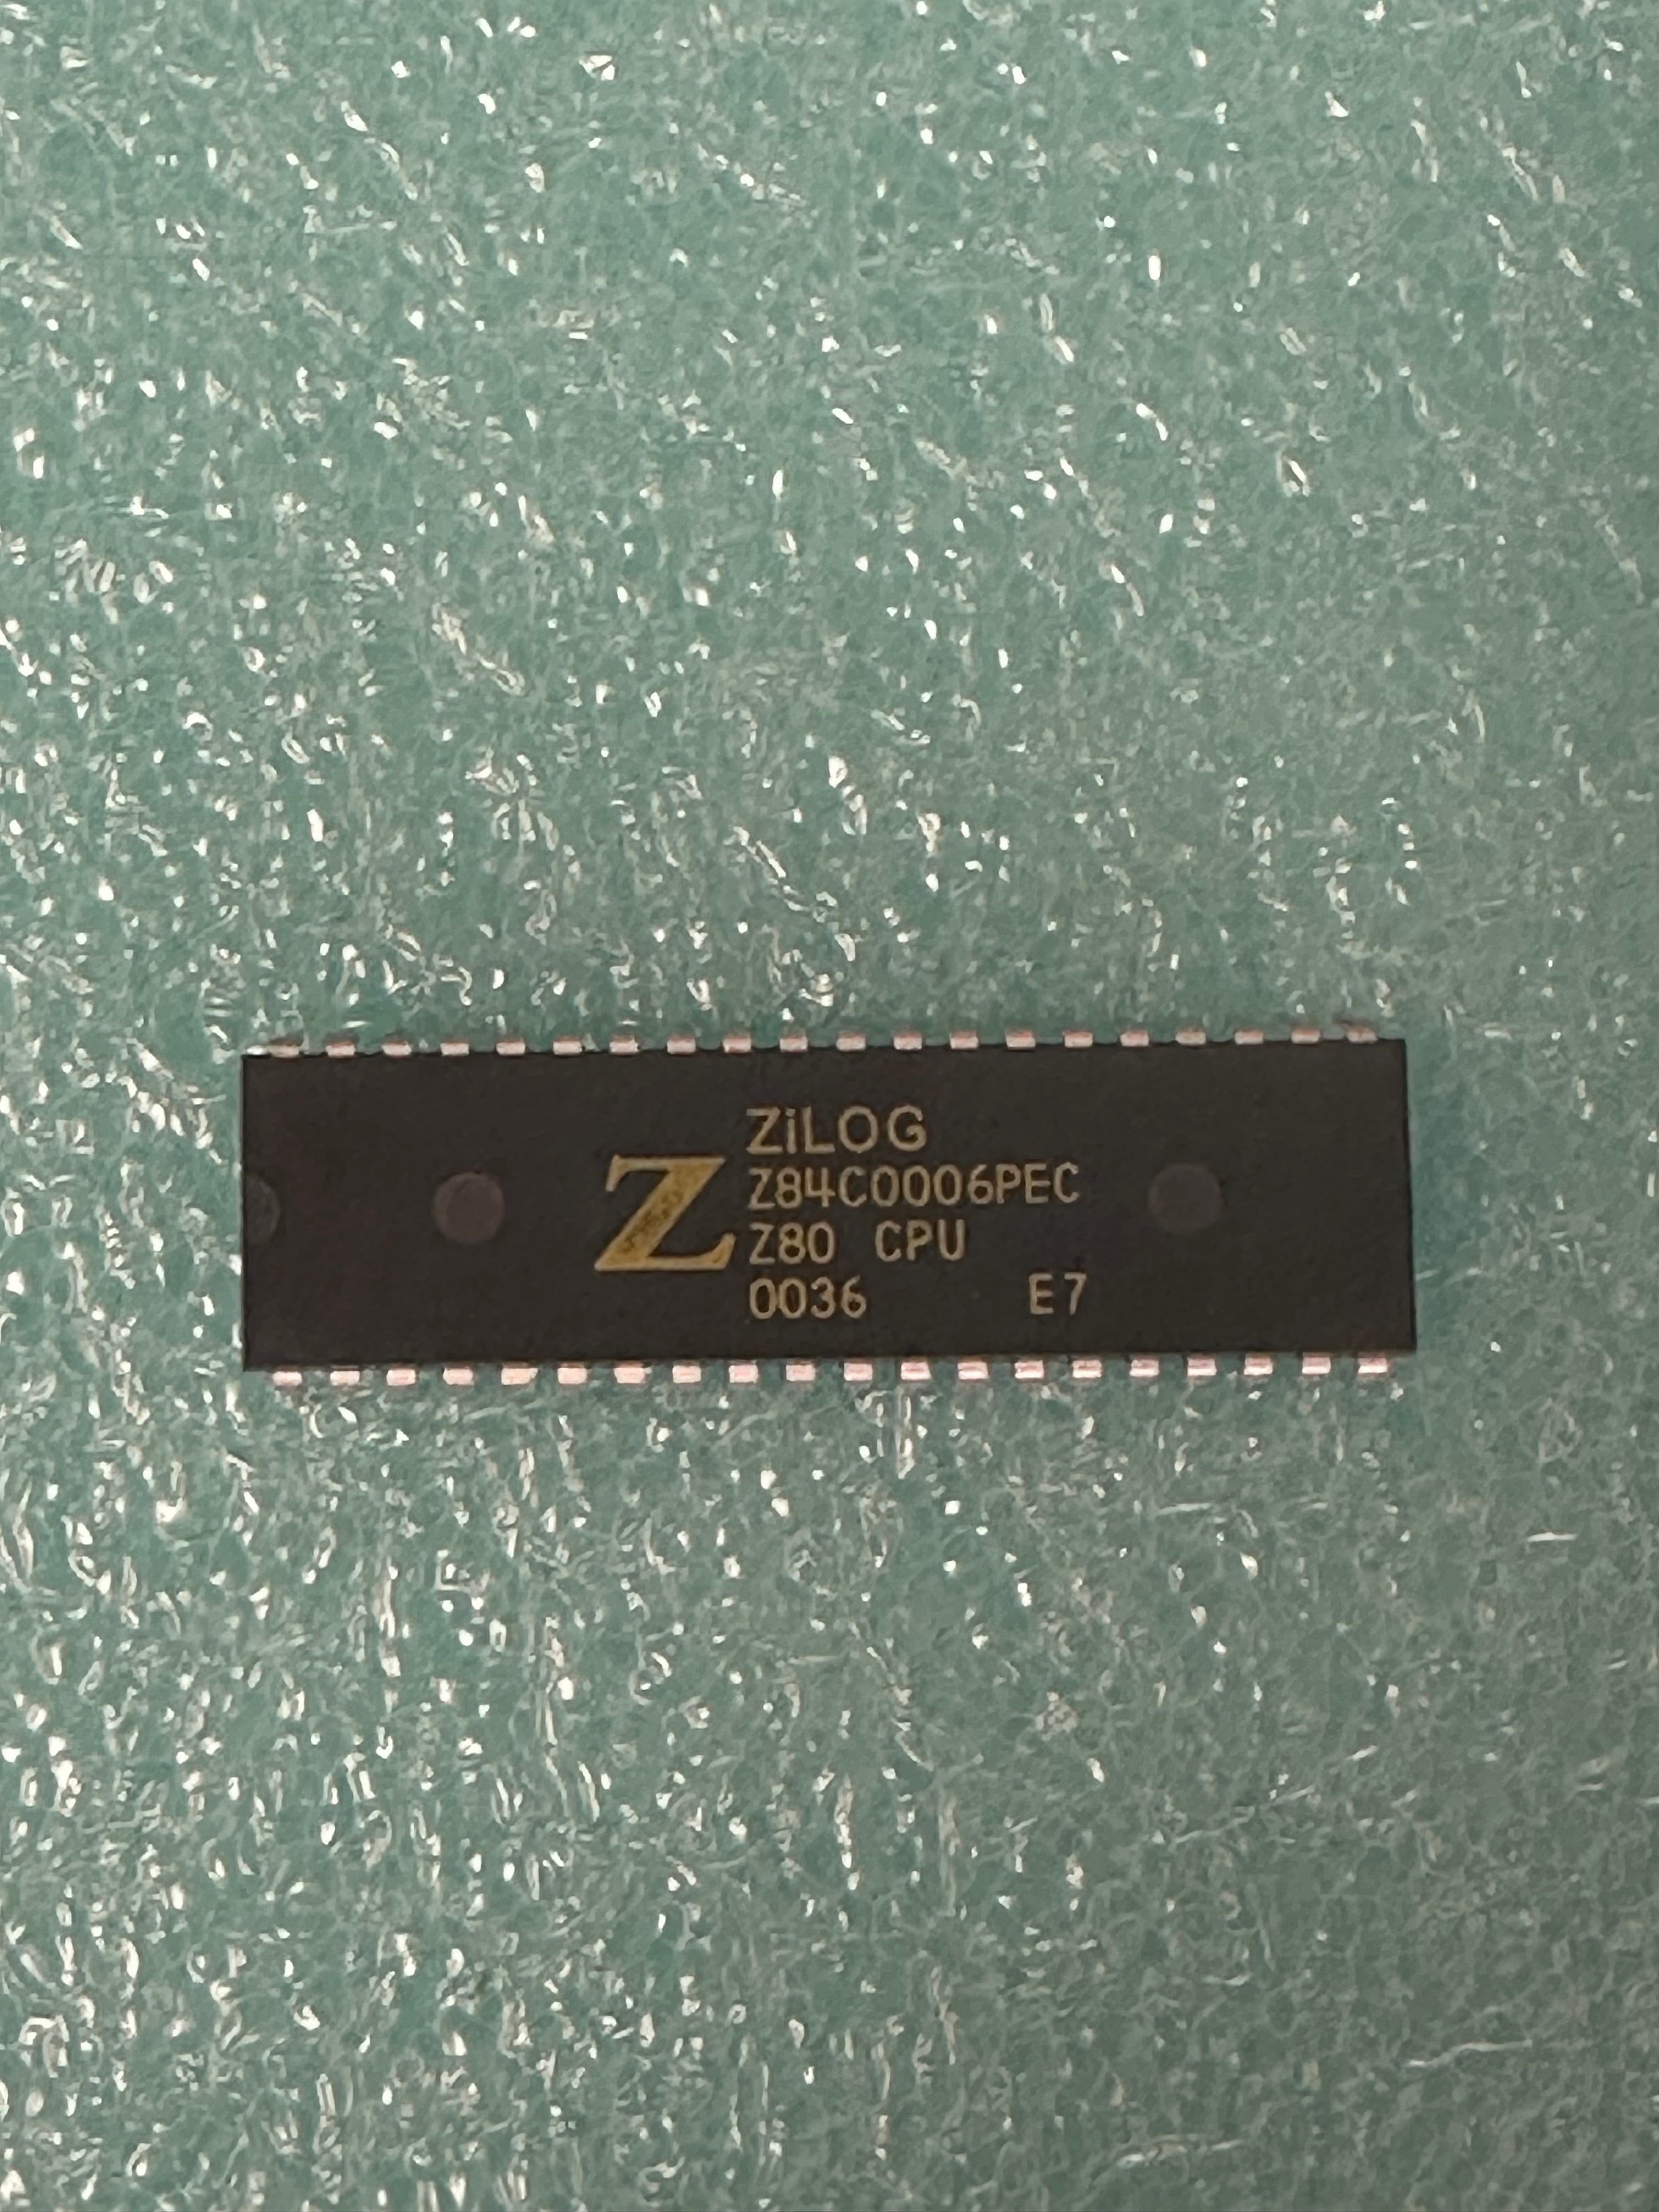 Z
ZiLOG
Z84C0006PEC
Z80 CPU
0036 E7